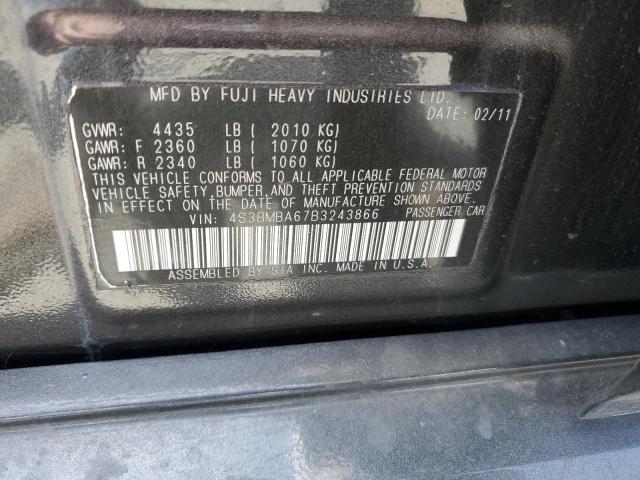 MFD BY FUJI HEAVY INDUSTRIES LTD.
DATE: 02/11
GVWR: 4435 LB ( 2010 KG)
GAWR: F 2360 LB ( 1070 KG)
GAWR: R 2340 LB ( 1060 KG)
THIS VEHICLE CONFORMS TO ALL APPLICABLE FEDERAL MOTOR
VEHICLE SAFETY, BUMPER, AND THEFT PREVENTION STANDARDS
IN EFFECT ON THE DATE OF MANUFACTURE SHOWN ABOVE.
VIN: 4S3BMBA67B3243866 PASSENGER CAR
ASSEMBLED BY SIA INC. MADE IN U.S.A.